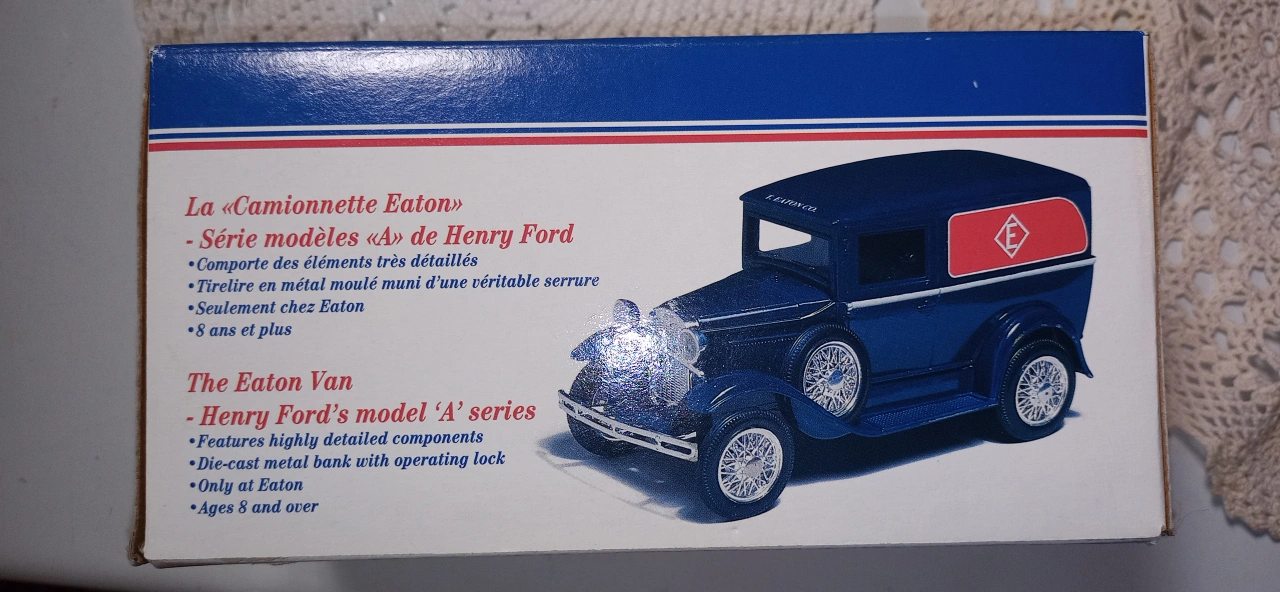 La «Camionnette Eaton»
- Série modèles «A» de Henry Ford
•Comporte des éléments très détaillés
•Tirelire en métal moulé muni d'une véritable serrure
•Seulement chez Eaton
•8 ans et plus
The Eaton Van
- Henry Ford's model 'A' series
•Features highly detailed components
•Die-cast metal bank with operating lock
•Only at Eaton
•Ages 8 and over
T. EATON CO.
E